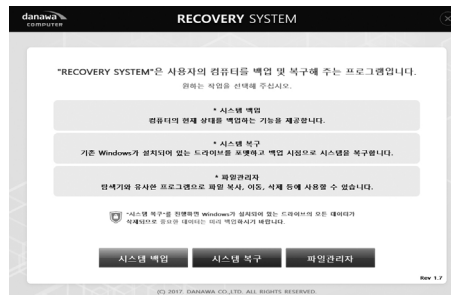 danawa
COMPUTER
RECOVERY SYSTEM
"RECOVERY SYSTEM"은 사용자의 컴퓨터를 백업 및 복구해 주는 프로그램입니다.
원하는 작업을 선택해 주십시오.
* 시스템 백업
컴퓨터의 현재 상태를 백업하는 기능을 제공합니다.
* 시스템 복구
기존 Windows가 설치되어 있는 드라이브를 포맷하고 백업 시점으로 시스템을 복구합니다.
* 파일관리자
탐색기와 유사한 프로그램으로 파일 복사, 이동, 삭제 등에 사용할 수 있습니다.
"시스템 복구"를 진행하면 Windows가 설치되어 있는 드라이브의 모든 데이터가
삭제되므로 중요한 데이터는 미리 백업하시기 바랍니다.
시스템 백업 시스템 복구 파일관리자
Rev 1.7
(C) 2017. DANAWA CO.,LTD. ALL RIGHTS RESERVED.